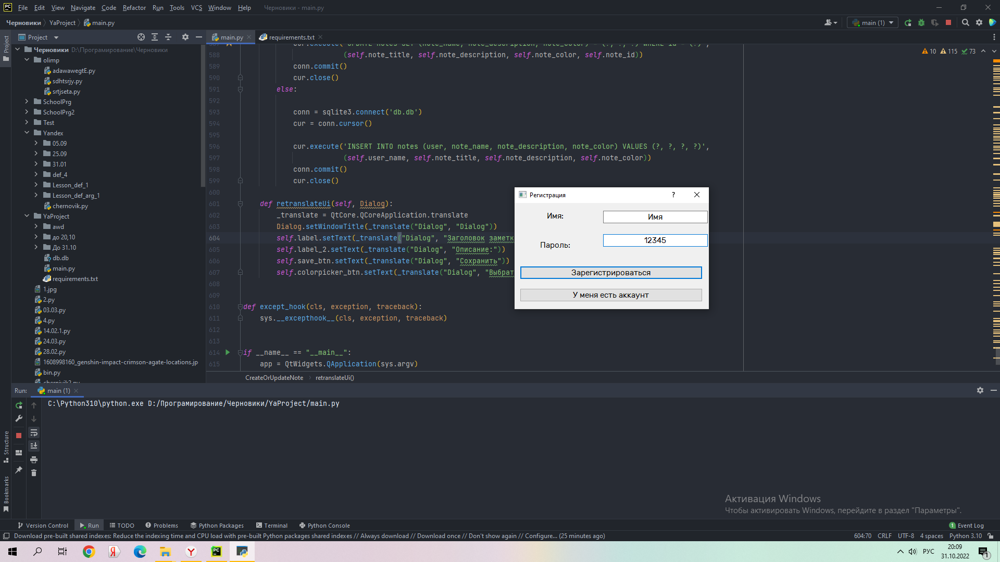 File Edit View Navigate Code Refactor Run Tools VCS Window Help Черновики - main.py
Черновики YaProject main.py main (1)
Project
main.py requirements.txt
10 115 73
Project
Черновики D:\Програмирование\Черновики
olimp
adawawegtE.py
sdhtsrjy.py
srtjseta.py
SchoolPrg
SchoolPrg2
Test
Yandex
05.09
25.09
31.01
def_4
Lesson_def_1
Lesson_def_arg_1
chernovik.py
YaProject
awd
до 20,10
До 31.10
db.db
main.py
requirements.txt
1.jpg
2.py
03.03.py
4.py
14.02.1.py
24.03.py
28.02.py
1608998160_genshin-impact-crimson-agate-locations.jp
bin.py
588 (self.note_title, self.note_description, self.note_color, self.note_id))
589 conn.commit()
590 cur.close()
591 else:
592
593 conn = sqlite3.connect('db.db')
594 cur = conn.cursor()
595
596 cur.execute('INSERT INTO notes (user, note_name, note_description, note_color) VALUES (?, ?, ?, ?)',
597 (self.user_name, self.note_title, self.note_description, self.note_color))
598 conn.commit()
599 cur.close()
600
601 def retranslateUi(self, Dialog):
602 _translate = QtCore.QCoreApplication.translate
603 Dialog.setWindowTitle(_translate("Dialog", "Dialog"))
604 self.label.setText(_translate("Dialog", "Заголовок заметк
605 self.label_2.setText(_translate("Dialog", "Описание:"))
606 self.save_btn.setText(_translate("Dialog", "Сохранить"))
607 self.colorpicker_btn.setText(_translate("Dialog", "Выбрат
608
609
610 def except_hook(cls, exception, traceback):
611 sys.__excepthook__(cls, exception, traceback)
612
613
614 if __name__ == "__main__":
615 app = QtWidgets.QApplication(sys.argv)
CreateOrUpdateNote retranslateUi()
Регистрация ?
Имя: Имя
Пароль: 12345
Зарегистрироваться
У меня есть аккаунт
Run: main (1)
C:\Python310\python.exe D:/Програмирование/Черновики/YaProject/main.py
Structure
Bookmarks
Активация Windows
Чтобы активировать Windows, перейдите в раздел "Параметры".
Version Control Run TODO Problems Python Packages Terminal Python Console 1 Event Log
Download pre-built shared indexes: Reduce the indexing time and CPU load with pre-built Python packages shared indexes // Always download // Download once // Don't show again // Configure... (25 minutes ago) 604:70 CRLF UTF-8 4 spaces Python 3.10
РУС 20:09
31.10.2022 1